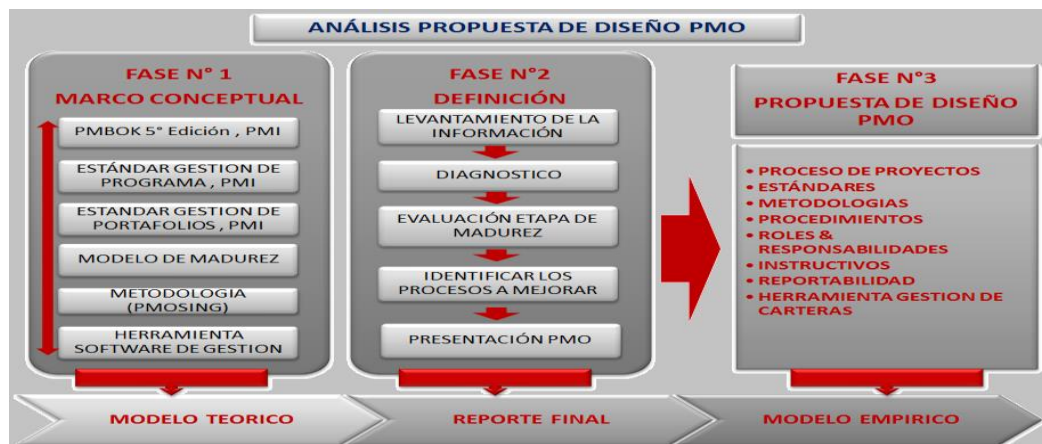 ANÁLISIS PROPUESTA DE DISEÑO PMO
FASE N° 1
MARCO CONCEPTUAL
PMBOK 5° Edición , PMI
ESTÁNDAR GESTION DE
PROGRAMA , PMI
ESTANDAR GESTION DE
PORTAFOLIOS , PMI
MODELO DE MADUREZ
METODOLOGIA
(PMOSING)
HERRAMIENTA
SOFTWARE DE GESTION
FASE N°2
DEFINICIÓN
LEVANTAMIENTO DE LA
INFORMACIÓN
DIAGNOSTICO
EVALUACIÓN ETAPA DE
MADUREZ
IDENTIFICAR LOS
PROCESOS A MEJORAR
PRESENTACIÓN PMO
FASE N°3
PROPUESTA DE DISEÑO
PMO
• PROCESO DE PROYECTOS
• ESTÁNDARES
• METODOLOGIAS
• PROCEDIMIENTOS
• ROLES &
RESPONSABILIDADES
• INSTRUCTIVOS
• REPORTABILIDAD
• HERRAMIENTA GESTION DE
CARTERAS
MODELO TEORICO
REPORTE FINAL
MODELO EMPIRICO